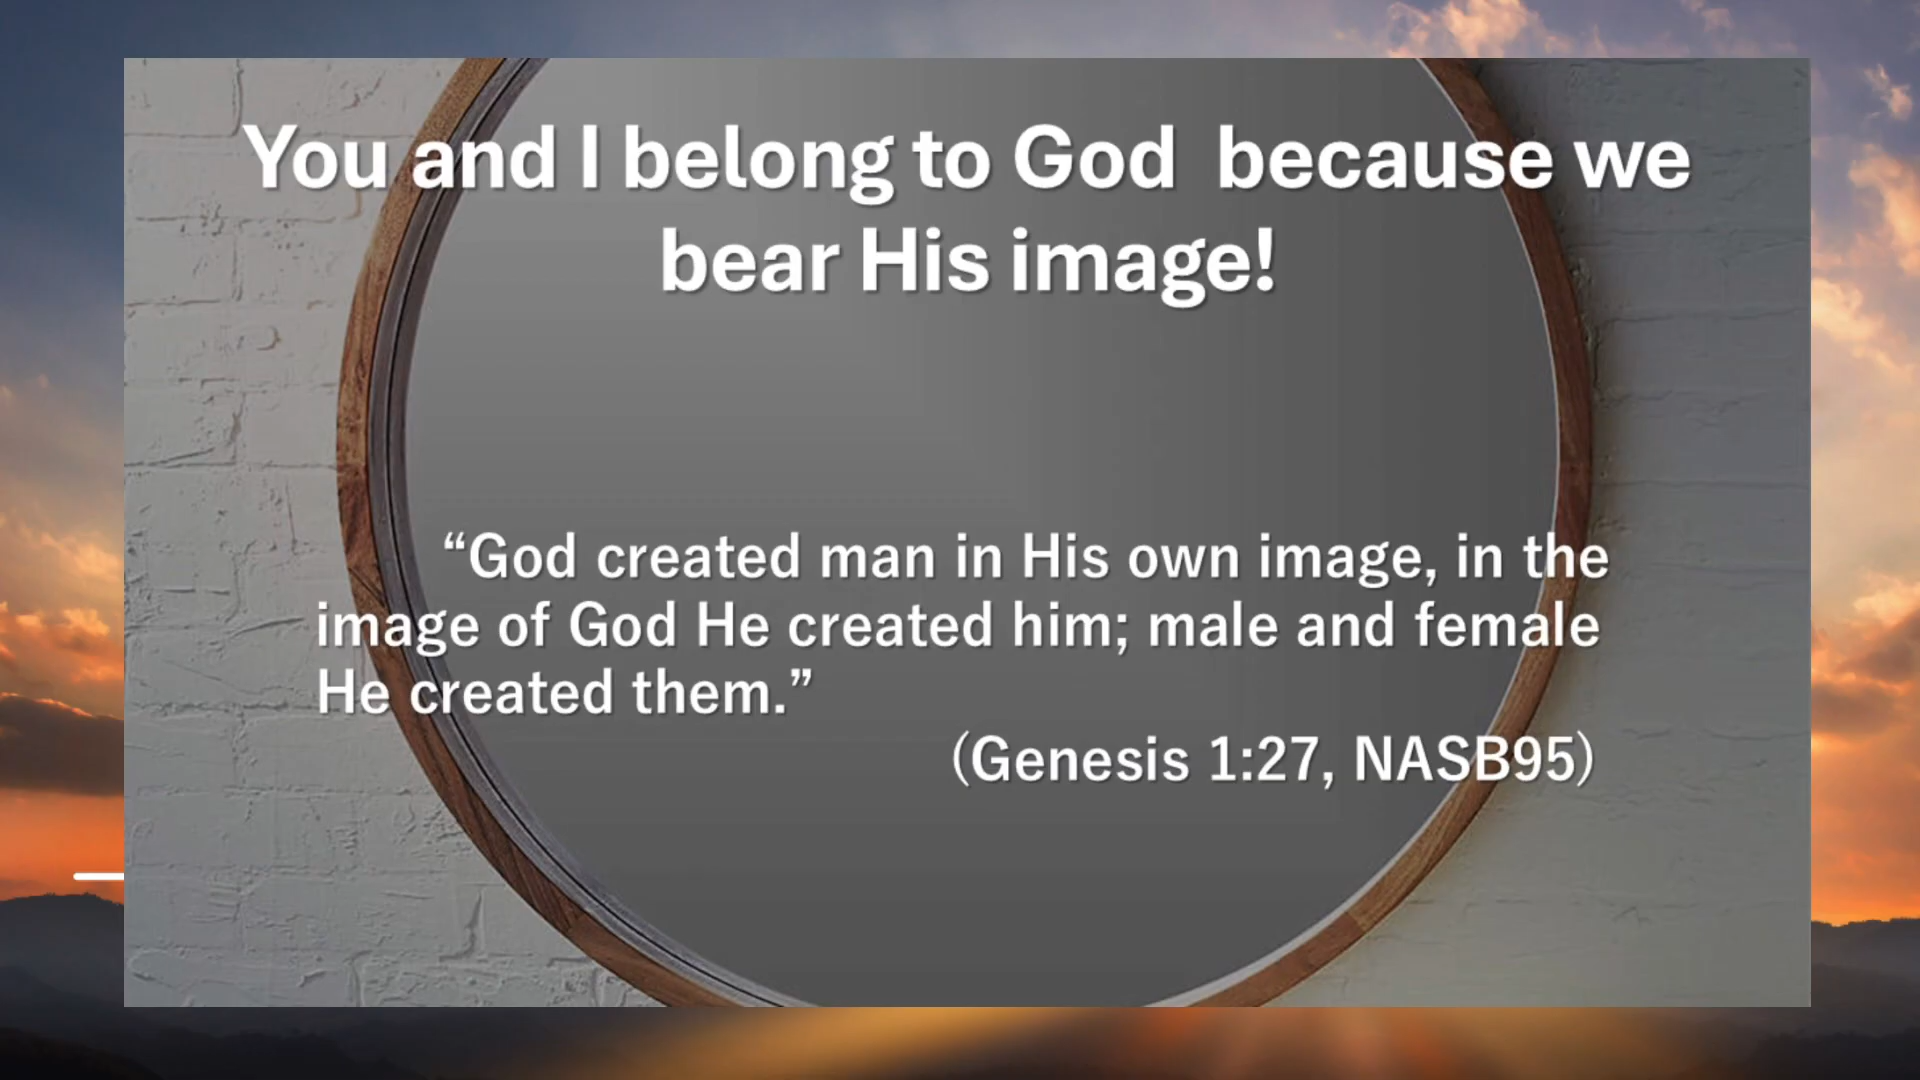 You and I belong to God  because we
bear His image!
“God created man in His own image, in the
image of God He created him; male and female
He created them.”
(Genesis 1:27, NASB95)